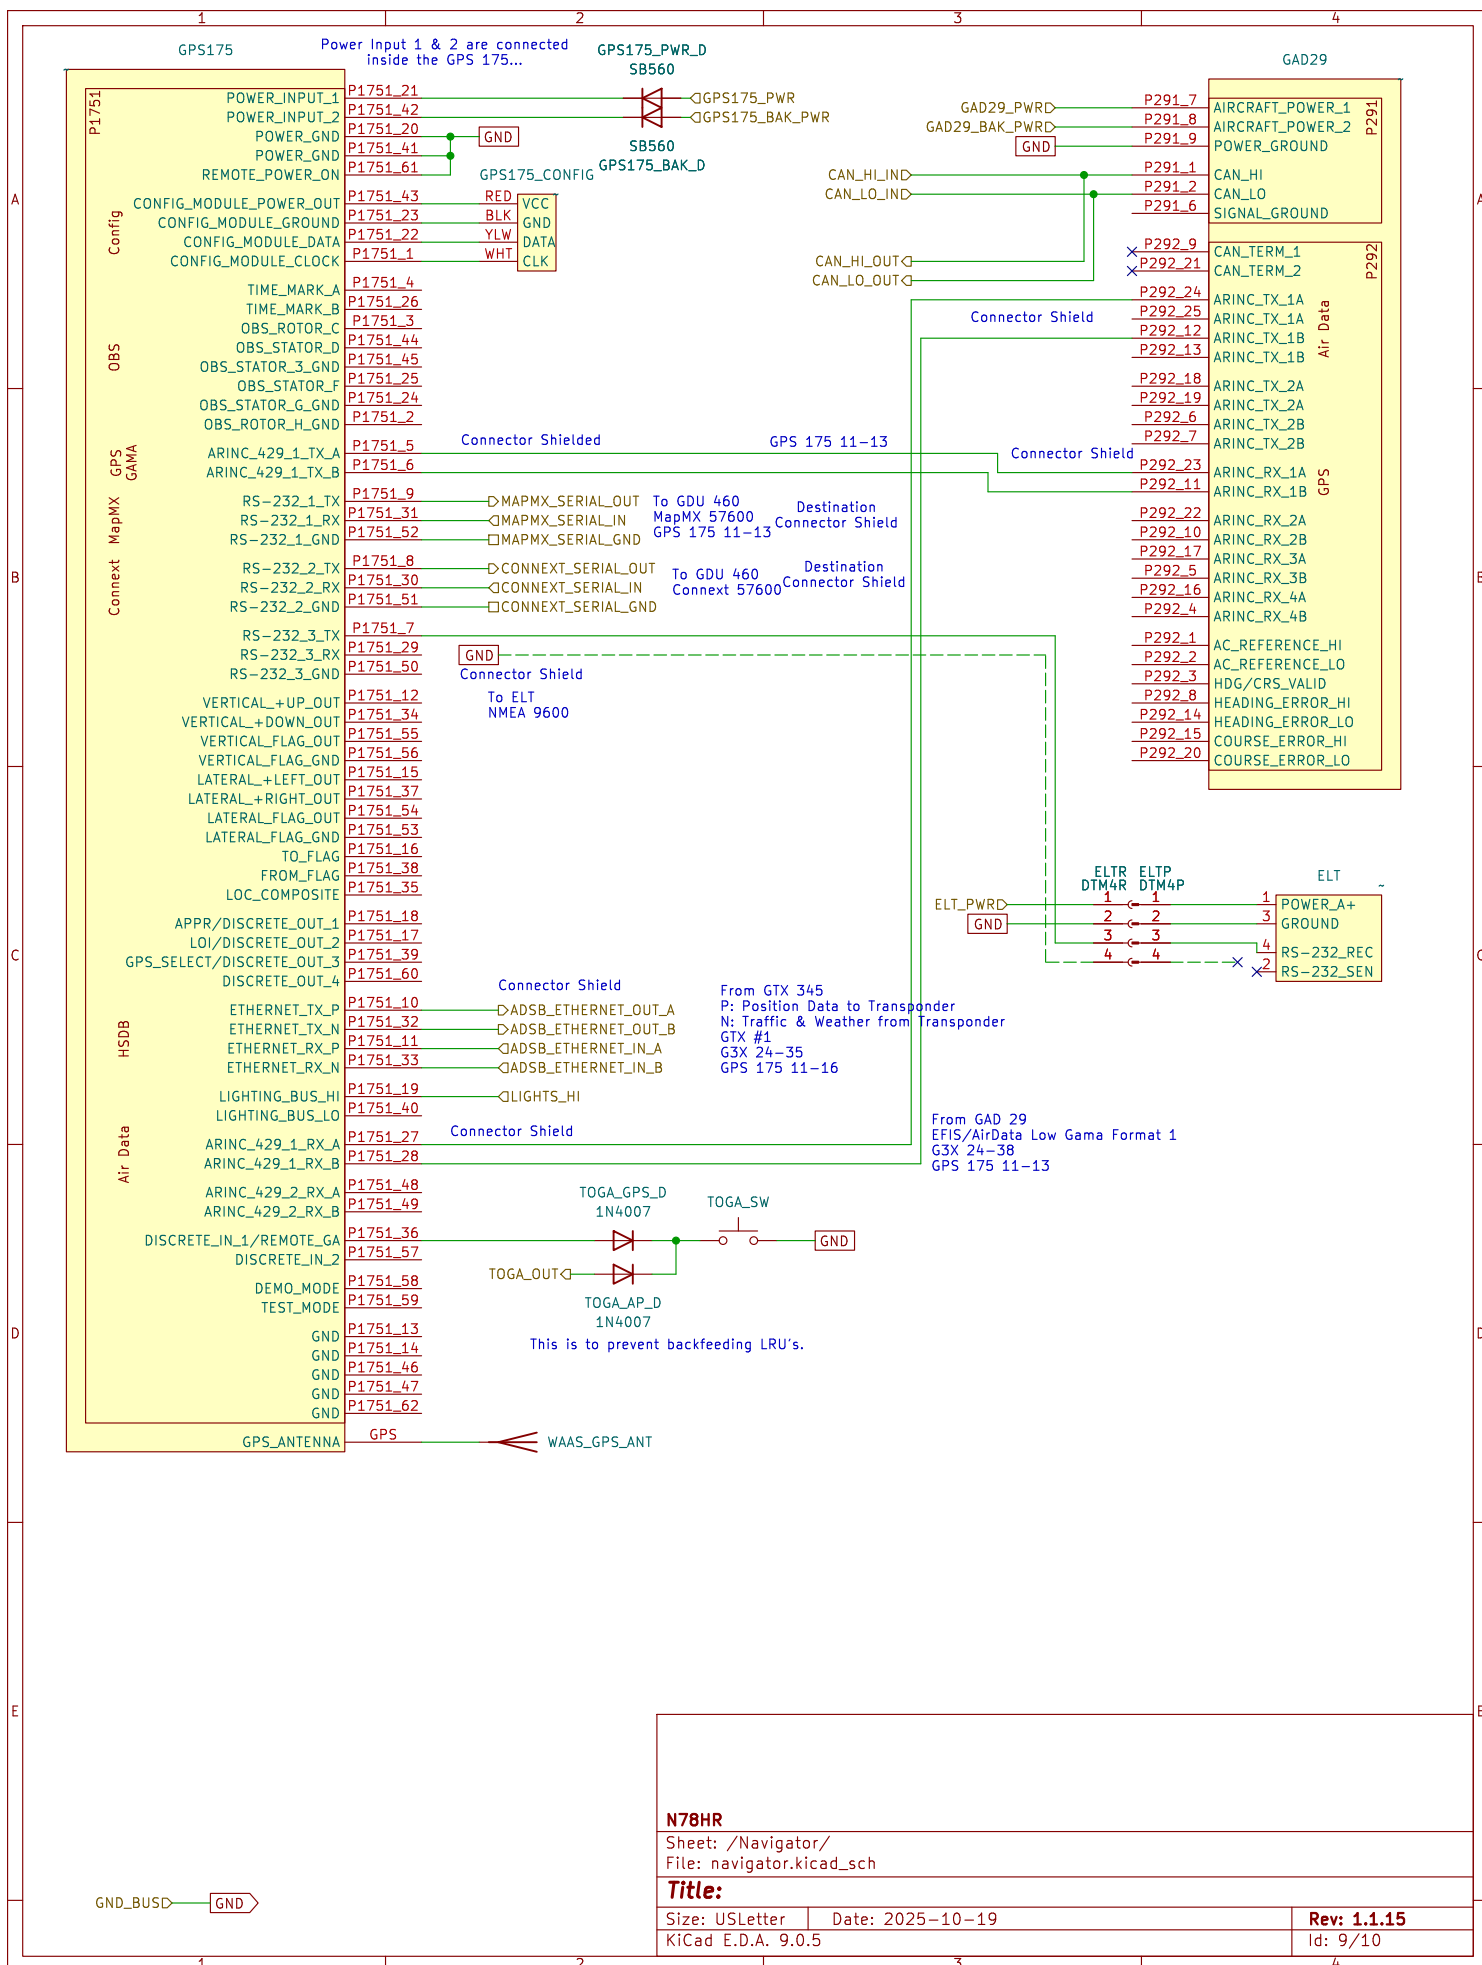 1 2 3 4
A
B
C
D
E
GPS175
Power Input 1 & 2 are connected
inside the GPS 175...
GPS175_PWR_D
SB560
GPS175_PWR
GPS175_BAK_PWR
SB560
GPS175_BAK_D
P1751
POWER_INPUT_1 P1751_21
POWER_INPUT_2 P1751_42
POWER_GND P1751_20 GND
POWER_GND P1751_41
REMOTE_POWER_ON P1751_61
GPS175_CONFIG
Config
CONFIG_MODULE_POWER_OUT P1751_43 RED VCC
CONFIG_MODULE_GROUND P1751_23 BLK GND
CONFIG_MODULE_DATA P1751_22 YLW DATA
CONFIG_MODULE_CLOCK P1751_1 WHT CLK
TIME_MARK_A P1751_4
TIME_MARK_B P1751_26
OBS
OBS_ROTOR_C P1751_3
OBS_STATOR_D P1751_44
OBS_STATOR_3_GND P1751_45
OBS_STATOR_F P1751_25
OBS_STATOR_G_GND P1751_24
OBS_ROTOR_H_GND P1751_2
GPS
GAMA
ARINC_429_1_TX_A P1751_5
ARINC_429_1_TX_B P1751_6
Connector Shielded
GPS 175 11-13
Connector Shield
MapMX
RS-232_1_TX P1751_9 MAPMX_SERIAL_OUT
RS-232_1_RX P1751_31 MAPMX_SERIAL_IN
RS-232_1_GND P1751_52 MAPMX_SERIAL_GND
To GDU 460
MapMX 57600
GPS 175 11-13
Destination
Connector Shield
Connext
RS-232_2_TX P1751_8 CONNEXT_SERIAL_OUT
RS-232_2_RX P1751_30 CONNEXT_SERIAL_IN
RS-232_2_GND P1751_51 CONNEXT_SERIAL_GND
To GDU 460
Connext 57600
Destination
Connector Shield
RS-232_3_TX P1751_7
RS-232_3_RX P1751_29 GND
RS-232_3_GND P1751_50
Connector Shield
To ELT
NMEA 9600
VERTICAL_+UP_OUT P1751_12
VERTICAL_+DOWN_OUT P1751_34
VERTICAL_FLAG_OUT P1751_55
VERTICAL_FLAG_GND P1751_56
LATERAL_+LEFT_OUT P1751_15
LATERAL_+RIGHT_OUT P1751_37
LATERAL_FLAG_OUT P1751_54
LATERAL_FLAG_GND P1751_53
TO_FLAG P1751_16
FROM_FLAG P1751_38
LOC_COMPOSITE P1751_35
APPR/DISCRETE_OUT_1 P1751_18
LOI/DISCRETE_OUT_2 P1751_17
GPS_SELECT/DISCRETE_OUT_3 P1751_39
DISCRETE_OUT_4 P1751_60
HSDB
Connector Shield
ETHERNET_TX_P P1751_10 ADSB_ETHERNET_OUT_A
ETHERNET_TX_N P1751_32 ADSB_ETHERNET_OUT_B
ETHERNET_RX_P P1751_11 ADSB_ETHERNET_IN_A
ETHERNET_RX_N P1751_33 ADSB_ETHERNET_IN_B
From GTX 345
P: Position Data to Transponder
N: Traffic & Weather from Transponder
GTX #1
G3X 24-35
GPS 175 11-16
LIGHTING_BUS_HI P1751_19 LIGHTS_HI
LIGHTING_BUS_LO P1751_40
Air Data
Connector Shield
ARINC_429_1_RX_A P1751_27
ARINC_429_1_RX_B P1751_28
From GAD 29
EFIS/AirData Low Gama Format 1
G3X 24-38
GPS 175 11-13
ARINC_429_2_RX_A P1751_48
ARINC_429_2_RX_B P1751_49
TOGA_GPS_D
1N4007
TOGA_SW
DISCRETE_IN_1/REMOTE_GA P1751_36 GND
DISCRETE_IN_2 P1751_57
TOGA_OUT
TOGA_AP_D
1N4007
This is to prevent backfeeding LRU's.
DEMO_MODE P1751_58
TEST_MODE P1751_59
GND P1751_13
GND P1751_14
GND P1751_46
GND P1751_47
GND P1751_62
GPS_ANTENNA GPS WAAS_GPS_ANT
GAD29
P291
GAD29_PWR P291_7 AIRCRAFT_POWER_1
GAD29_BAK_PWR P291_8 AIRCRAFT_POWER_2
GND P291_9 POWER_GROUND
CAN_HI_IN P291_1 CAN_HI
CAN_LO_IN P291_2 CAN_LO
P291_6 SIGNAL_GROUND
P292
P292_9 CAN_TERM_1
CAN_HI_OUT
P292_21 CAN_TERM_2
CAN_LO_OUT
Air Data
P292_24 ARINC_TX_1A
Connector Shield
P292_25 ARINC_TX_1A
P292_12 ARINC_TX_1B
P292_13 ARINC_TX_1B
P292_18 ARINC_TX_2A
P292_19 ARINC_TX_2A
P292_6 ARINC_TX_2B
P292_7 ARINC_TX_2B
GPS
P292_23 ARINC_RX_1A
P292_11 ARINC_RX_1B
P292_22 ARINC_RX_2A
P292_10 ARINC_RX_2B
P292_17 ARINC_RX_3A
P292_5 ARINC_RX_3B
P292_16 ARINC_RX_4A
P292_4 ARINC_RX_4B
P292_1 AC_REFERENCE_HI
P292_2 AC_REFERENCE_LO
P292_3 HDG/CRS_VALID
P292_8 HEADING_ERROR_HI
P292_14 HEADING_ERROR_LO
P292_15 COURSE_ERROR_HI
P292_20 COURSE_ERROR_LO
ELTR ELTP
DTM4R DTM4P
ELT
~
ELT_PWR 1 1 1 POWER_A+
GND 2 2 3 GROUND
3 3 4 RS-232_REC
4 4 2 RS-232_SEN
GND_BUS GND
N78HR
Sheet: /Navigator/
File: navigator.kicad_sch
Title:
Size: USLetter Date: 2025-10-19 Rev: 1.1.15
KiCad E.D.A. 9.0.5 Id: 9/10
A
B
C
D
E
1 2 3 4